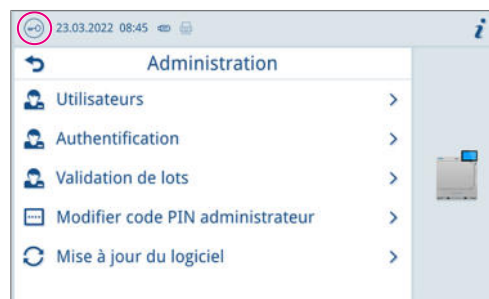 23.03.2022 08:45
i
Administration
Utilisateurs
Authentification
Validation de lots
Modifier code PIN administrateur
Mise à jour du logiciel